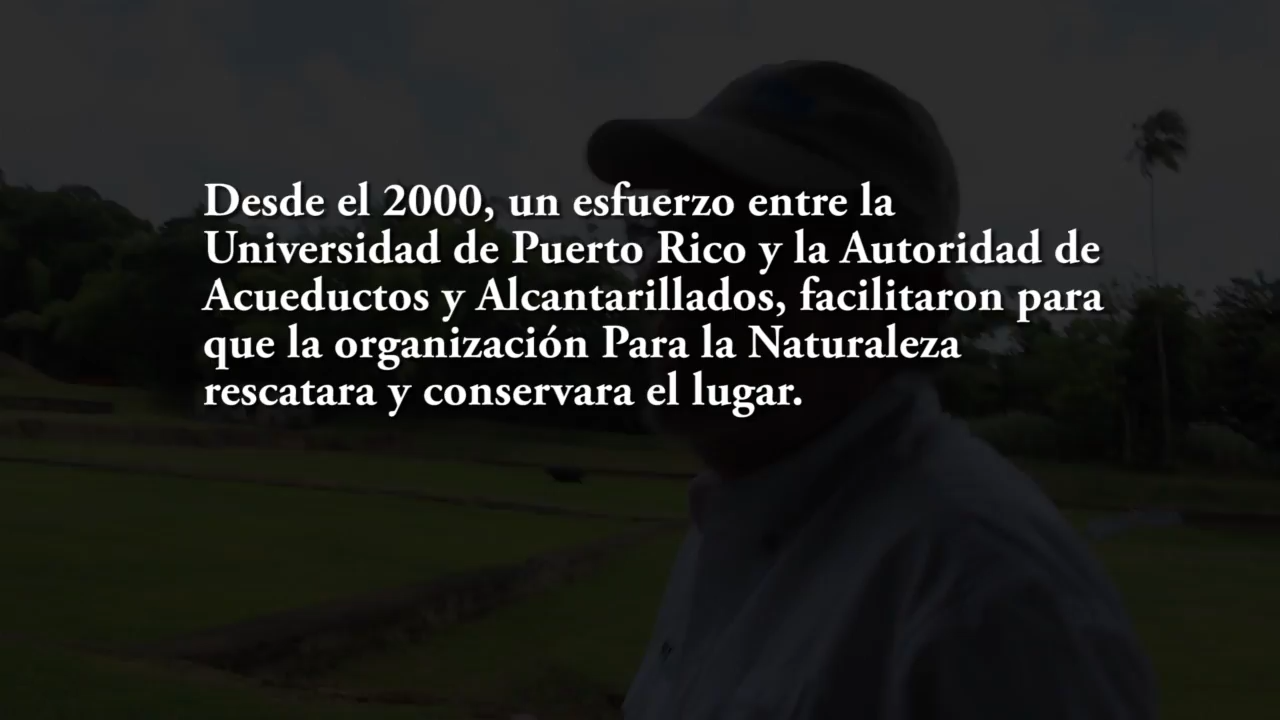 Desde el 2000, un esfuerzo entre la
Universidad de Puerto Rico y la Autoridad de
Acueductos y Alcantarillados, facilitaron para
que la organización Para la Naturaleza
rescatara y conservara el lugar.